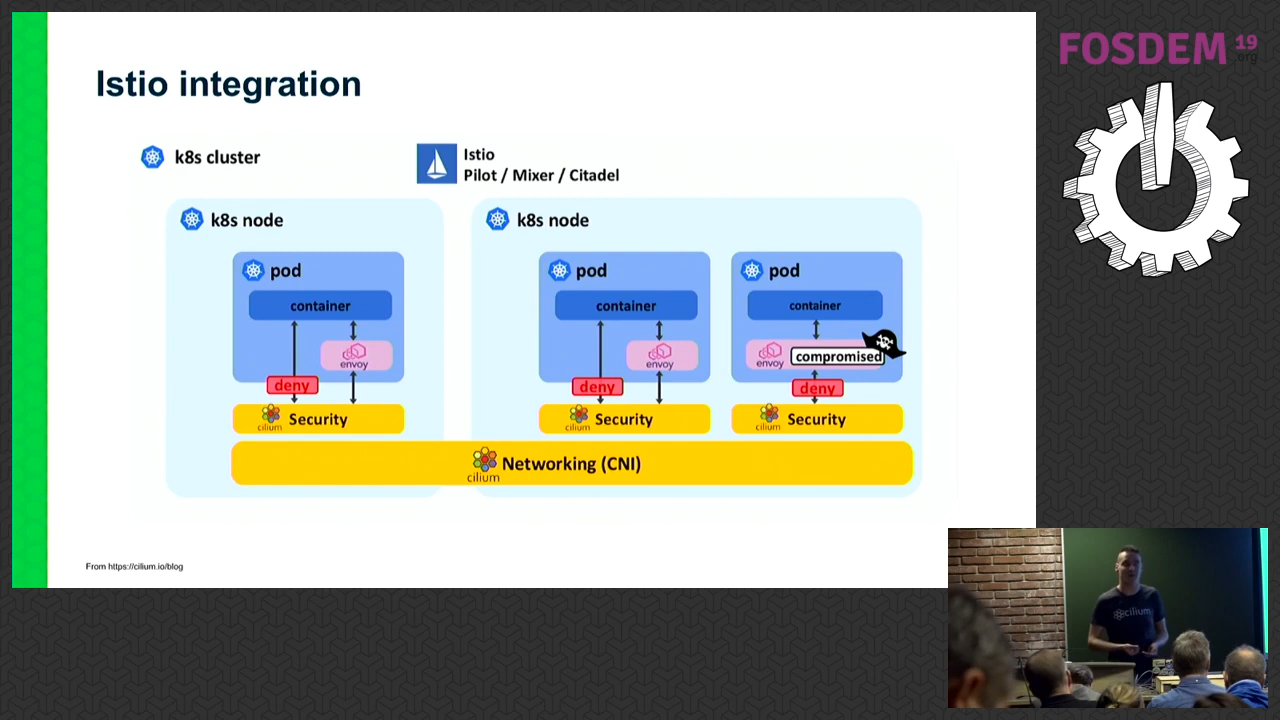 Istio integration
FOSDEM 19
.org
k8s cluster
Istio
Pilot / Mixer / Citadel
k8s node
k8s node
pod
pod
pod
container
container
container
envoy
envoy
envoy
compromised
deny
deny
deny
cilium Security
cilium Security
cilium Security
cilium Networking (CNI)
From https://cilium.io/blog
cilium